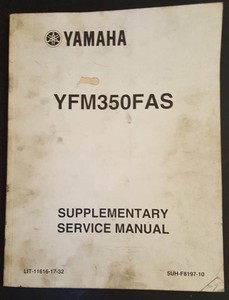 YAMAHA
YFM350FAS
SUPPLEMENTARY
SERVICE MANUAL
LIT-11616-17-32
5UH-F8197-10